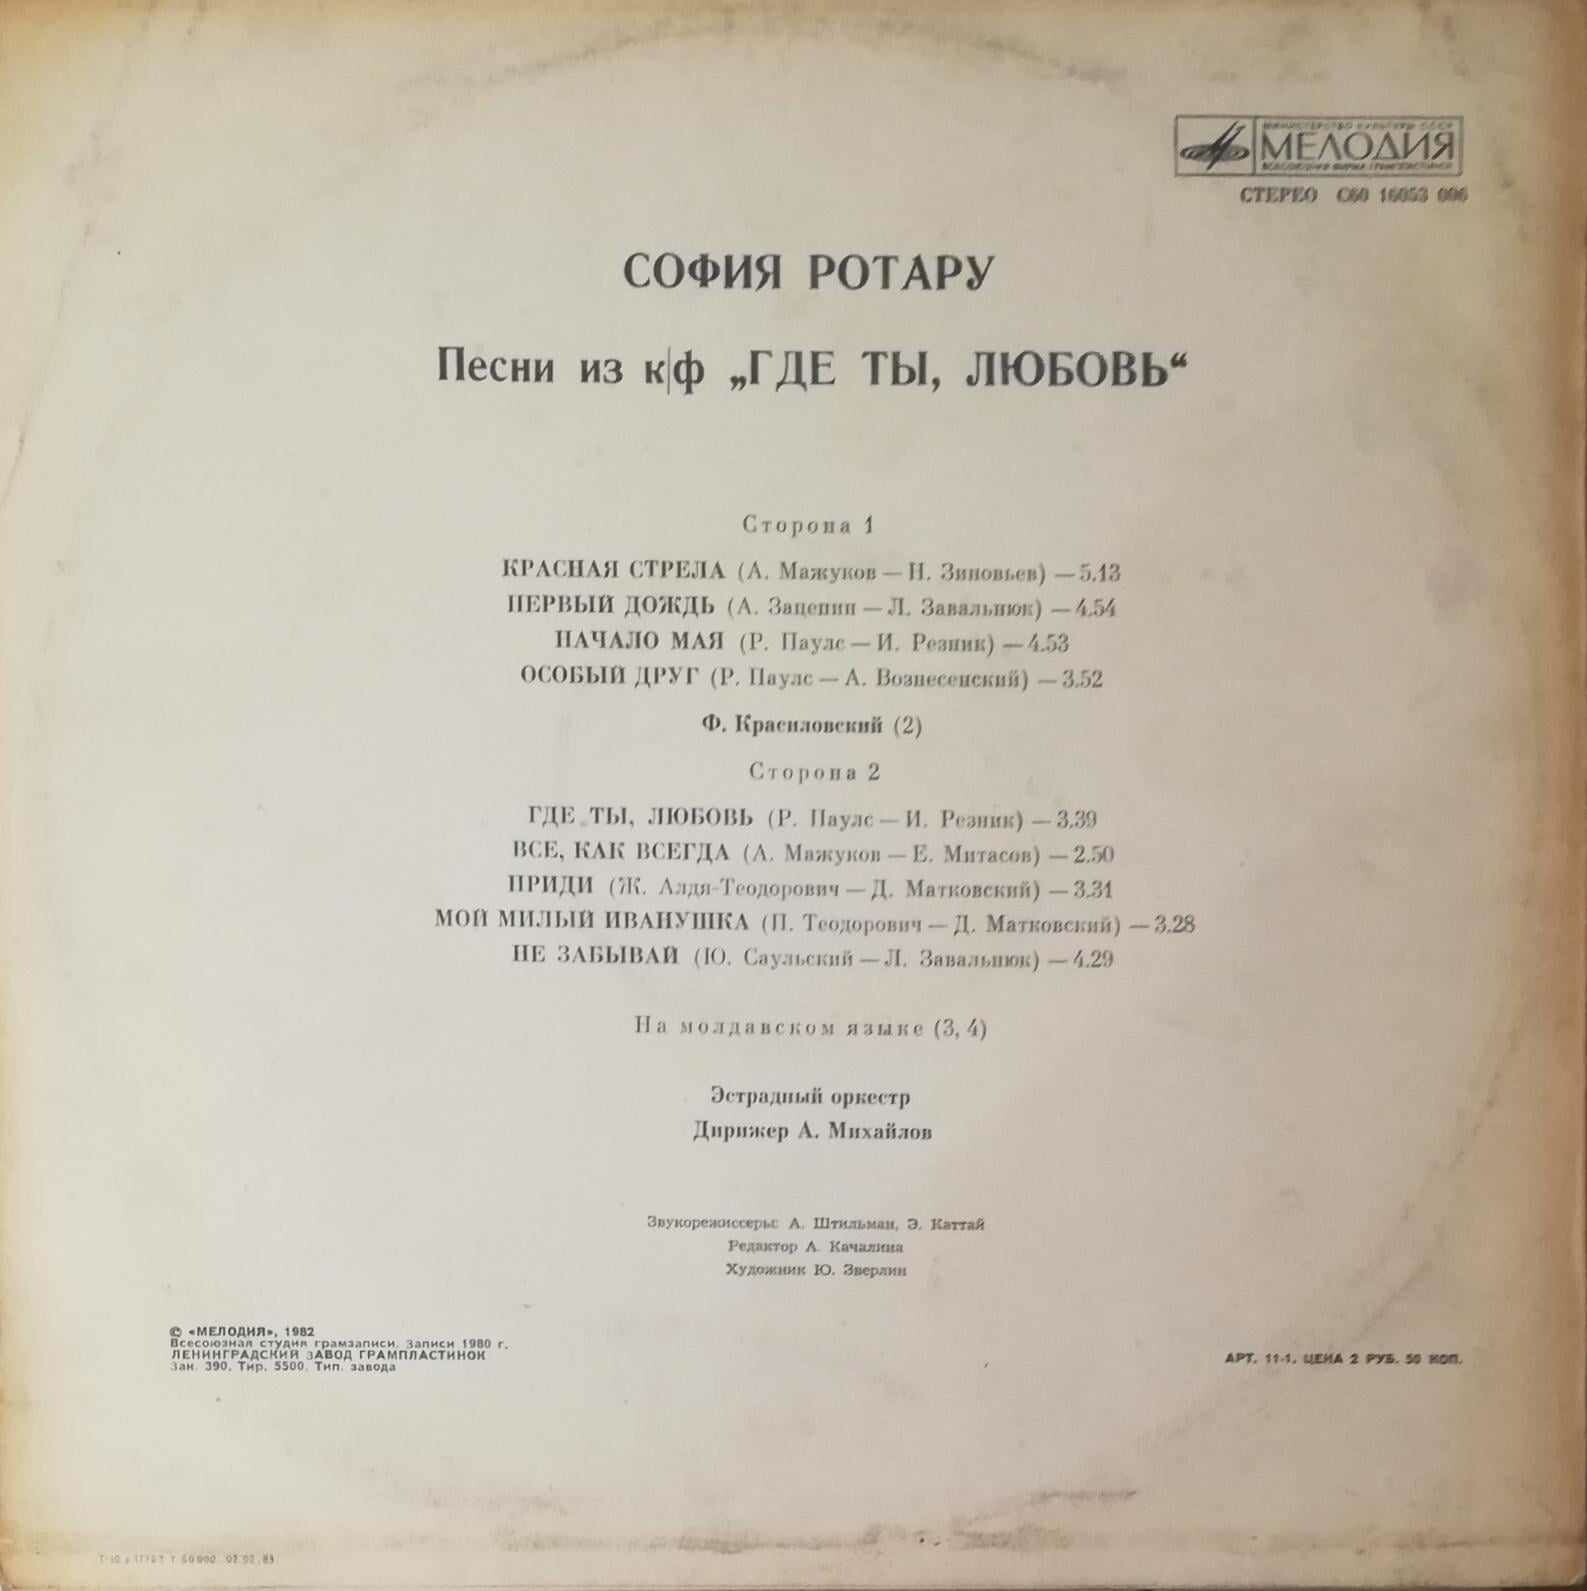 МИНИСТЕРСТВО КУЛЬТУРЫ СССР
МЕЛОДИЯ
ВСЕСОЮЗНАЯ ФИРМА ГРАМПЛАСТИНОК
СТЕРЕО С60 16053 006
СОФИЯ РОТАРУ
Песни из к|ф „ГДЕ ТЫ, ЛЮБОВЬ“
Сторона 1
КРАСНАЯ СТРЕЛА (А. Мажуков — Н. Зиновьев) — 5.13
ПЕРВЫЙ ДОЖДЬ (А. Зацепин — Л. Завальнюк) — 4.54
НАЧАЛО МАЯ (Р. Паулс — И. Резник) — 4.53
ОСОБЫЙ ДРУГ (Р. Паулс — А. Вознесенский) — 3.52
Ф. Красиловский (2)
Сторона 2
ГДЕ ТЫ, ЛЮБОВЬ (Р. Паулс — И. Резник) — 3.39
ВСЕ, КАК ВСЕГДА (А. Мажуков — Е. Митасов) — 2.50
ПРИДИ (Ж. Алдя-Теодорович — Д. Матковский) — 3.31
МОЙ МИЛЫЙ ИВАНУШКА (П. Теодорович — Д. Матковский) — 3.28
НЕ ЗАБЫВАЙ (Ю. Саульский — Л. Завальнюк) — 4.29
На молдавском языке (3, 4)
Эстрадный оркестр
Дирижер А. Михайлов
Звукорежиссеры: А. Штильман, Э. Каттай
Редактор А. Качалина
Художник Ю. Зверлин
© «МЕЛОДИЯ», 1982
Всесоюзная студия грамзаписи. Записи 1980 г.
ЛЕНИНГРАДСКИЙ ЗАВОД ГРАМПЛАСТИНОК
Зак. 390. Тир. 5500. Тип. завода
АРТ. 11-1. ЦЕНА 2 РУБ. 50 КОП.